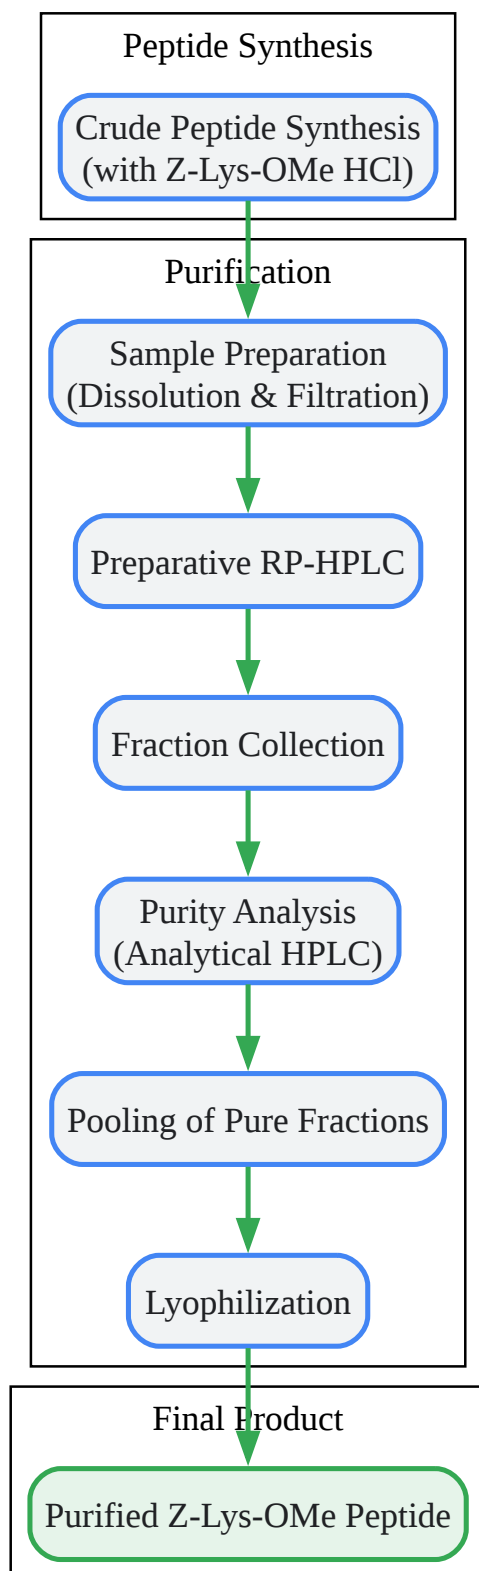 Peptide Synthesis
Crude Peptide Synthesis
(with Z-Lys-OMe HCl)
Purification
Sample Preparation
(Dissolution & Filtration)
Preparative RP-HPLC
Fraction Collection
Purity Analysis
(Analytical HPLC)
Pooling of Pure Fractions
Lyophilization
Final Product
Purified Z-Lys-OMe Peptide